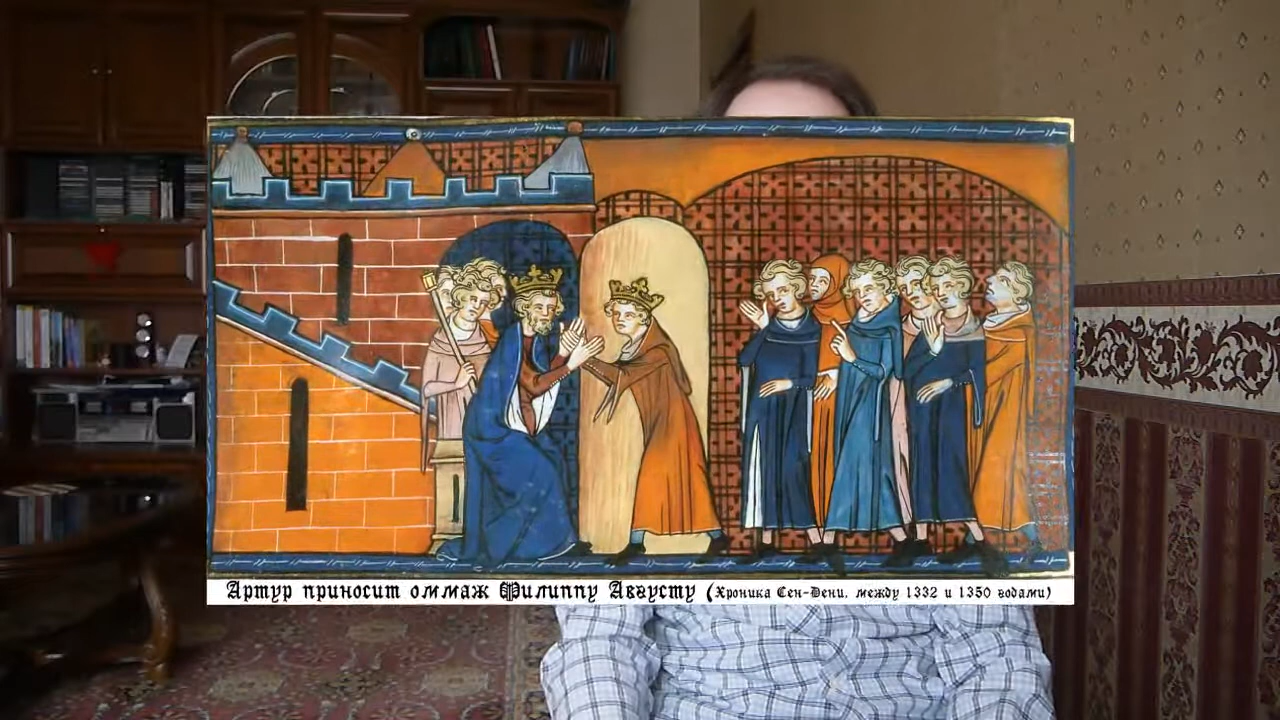 Артур приносит оммаж Филиппу Августу (Хроника Сен-Дени, между 1332 и 1350 годами)